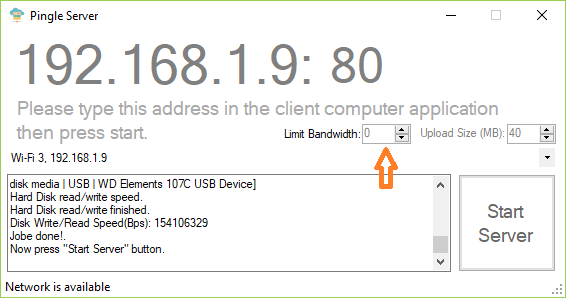 Pingle Server
192.168.1.9: 80
Please type this address in the client computer application
then press start.
Limit Bandwidth: 0 Upload Size (MB): 40
Wi-Fi 3, 192.168.1.9
disk media | USB | WD Elements 107C USB Device]
Hard Disk read/write speed.
Hard Disk read/write finished.
Disk Write/Read Speed(Bps): 154106329
Jobe done!.
Now press "Start Server" button.
Start
Server
Network is available